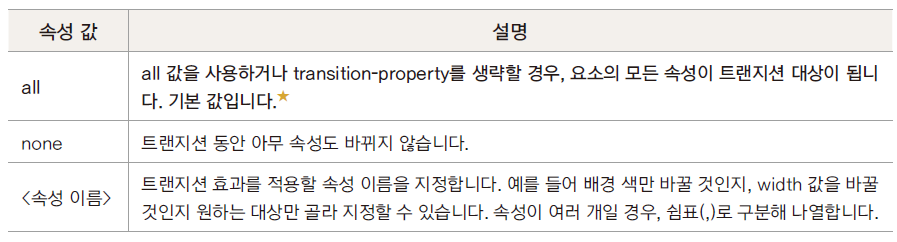 속성 값
설명
all
all 값을 사용하거나 transition-property를 생략할 경우, 요소의 모든 속성이 트랜지션 대상이 됩니
다. 기본 값입니다.★
none
트랜지션 동안 아무 속성도 바뀌지 않습니다.
<속성 이름>
트랜지션 효과를 적용할 속성 이름을 지정합니다. 예를 들어 배경 색만 바꿀 것인지, width 값을 바꿀
것인지 원하는 대상만 골라 지정할 수 있습니다. 속성이 여러 개일 경우, 쉼표(,)로 구분해 나열합니다.